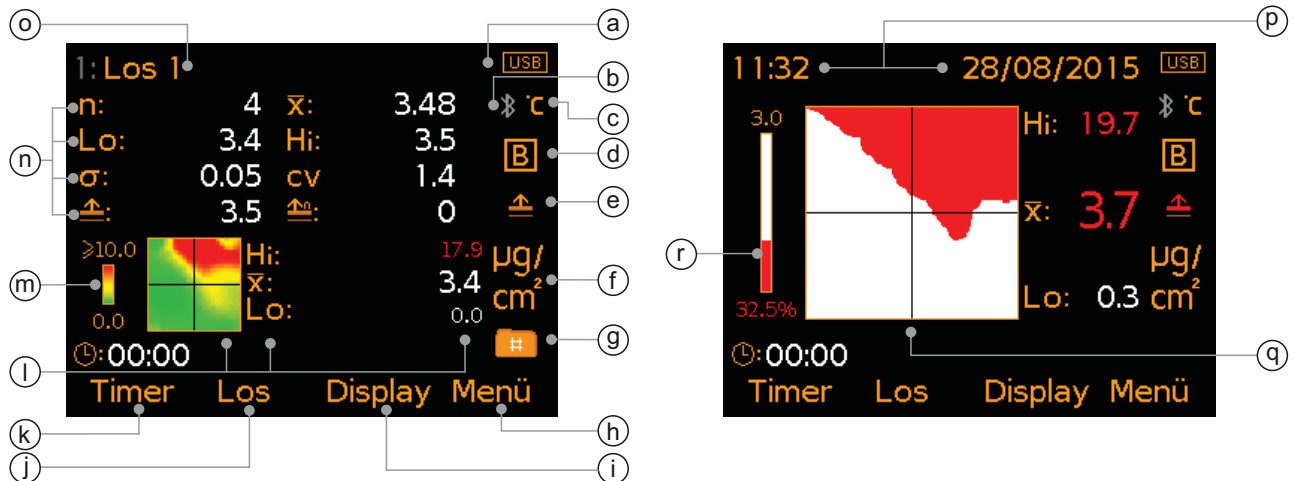 o
a
p
1: Los 1
USB
11:32
28/08/2015
USB
b
n:
4
x̅:
3.48
°C
c
3.0
Hi:
19.7
°C
Lo:
3.4
Hi:
3.5
B
d
B
n
σ:
0.05
cv
1.4
x̅:
3.7
3.5
n:
0
e
r
≥10.0
Hi:
17.9
µg/
cm²
f
µg/
cm²
m
x̅:
3.4
Lo:
0.3
0.0
Lo:
0.0
32.5%
#
g
q
00:00
00:00
l
Timer
Los
Display
Menü
Timer
Los
Display
Menü
k
h
j
i